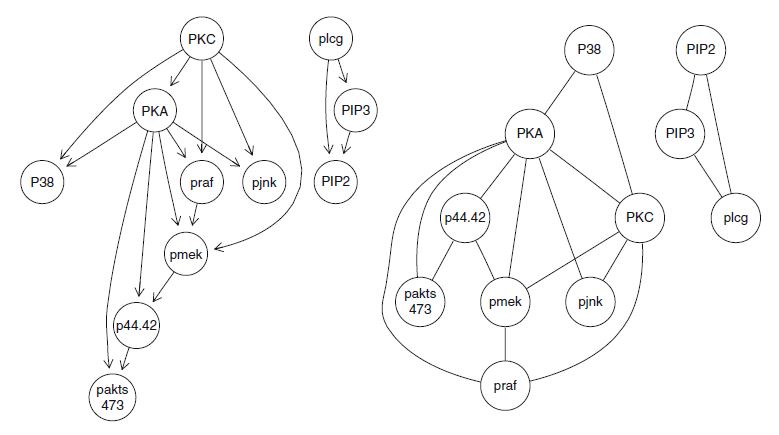 PKC
plcg
PKA
PIP3
P38
praf
pjnk
PIP2
pmek
p44.42
pakts
473
P38
PIP2
PKA
PIP3
p44.42
PKC
plcg
pakts
473
pmek
pjnk
praf